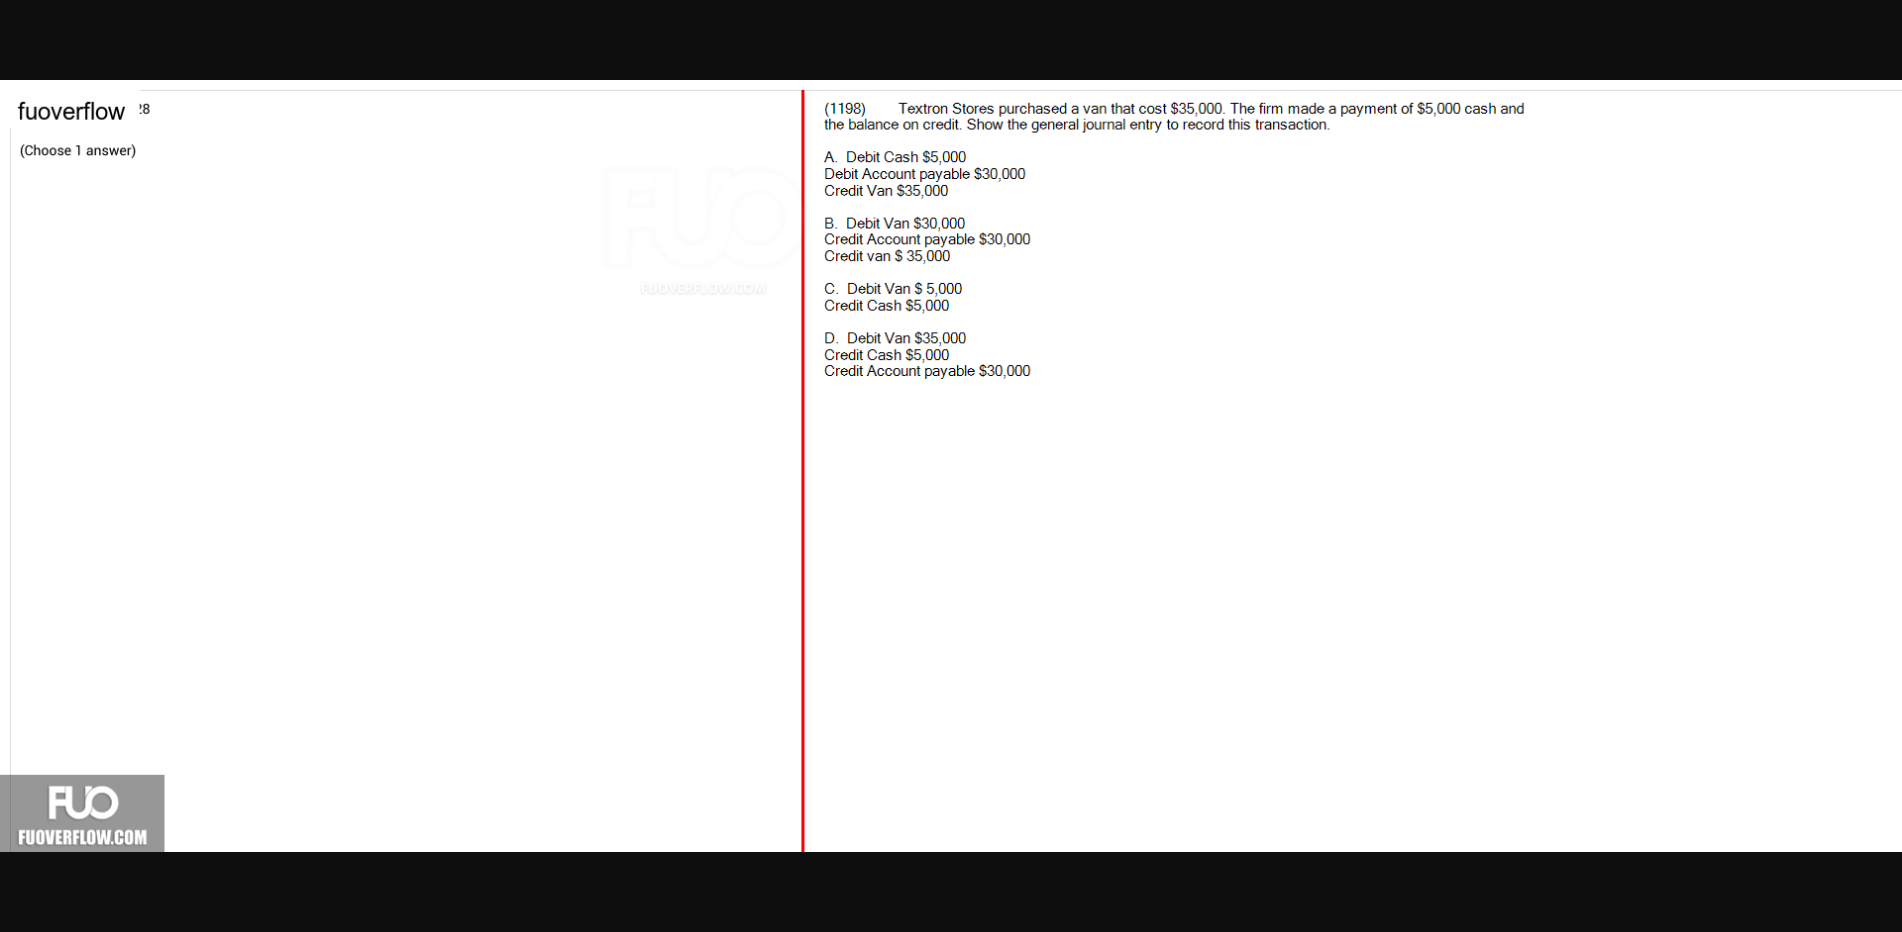 fuoverflow
28
(Choose 1 answer)
(1198) Textron Stores purchased a van that cost $35,000. The firm made a payment of $5,000 cash and
the balance on credit. Show the general journal entry to record this transaction.
A. Debit Cash $5,000
Debit Account payable $30,000
Credit Van $35,000
B. Debit Van $30,000
Credit Account payable $30,000
Credit van $ 35,000
C. Debit Van $ 5,000
Credit Cash $5,000
D. Debit Van $35,000
Credit Cash $5,000
Credit Account payable $30,000
FUO
FUOVERFLOW.COM
FUO
FUOVERFLOW.COM